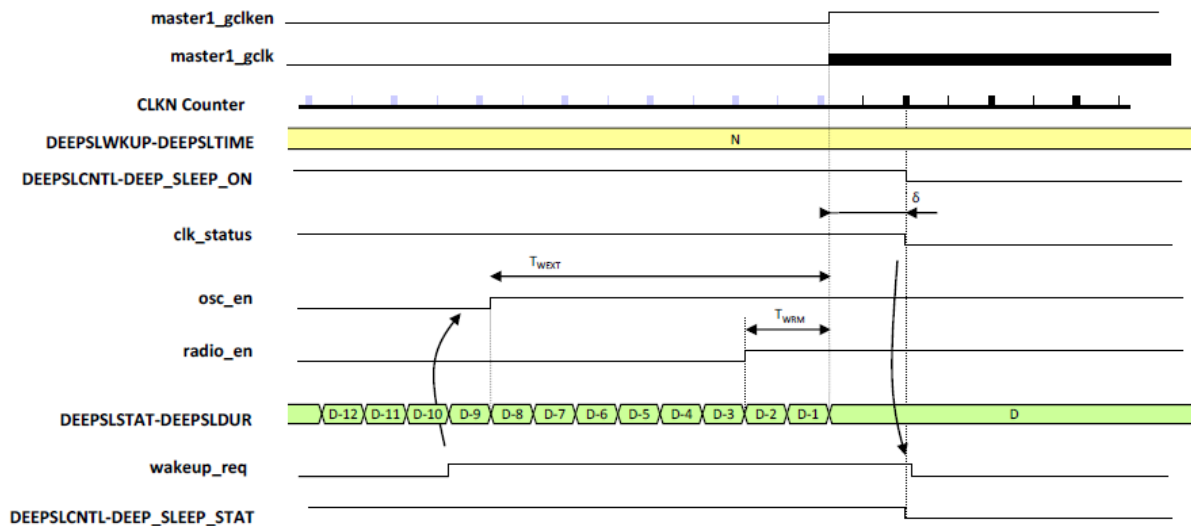 master1_gclken
master1_gclk
CLKN Counter
DEEPSLWKUP-DEEPSLTIME
N
DEEPSLCNTL-DEEP_SLEEP_ON
δ
clk_status
TWEXT
osc_en
TWRM
radio_en
DEEPSLSTAT-DEEPSLDUR
D-12 D-11 D-10 D-9 D-8 D-7 D-6 D-5 D-4 D-3 D-2 D-1 D
wakeup_req
DEEPSLCNTL-DEEP_SLEEP_STAT